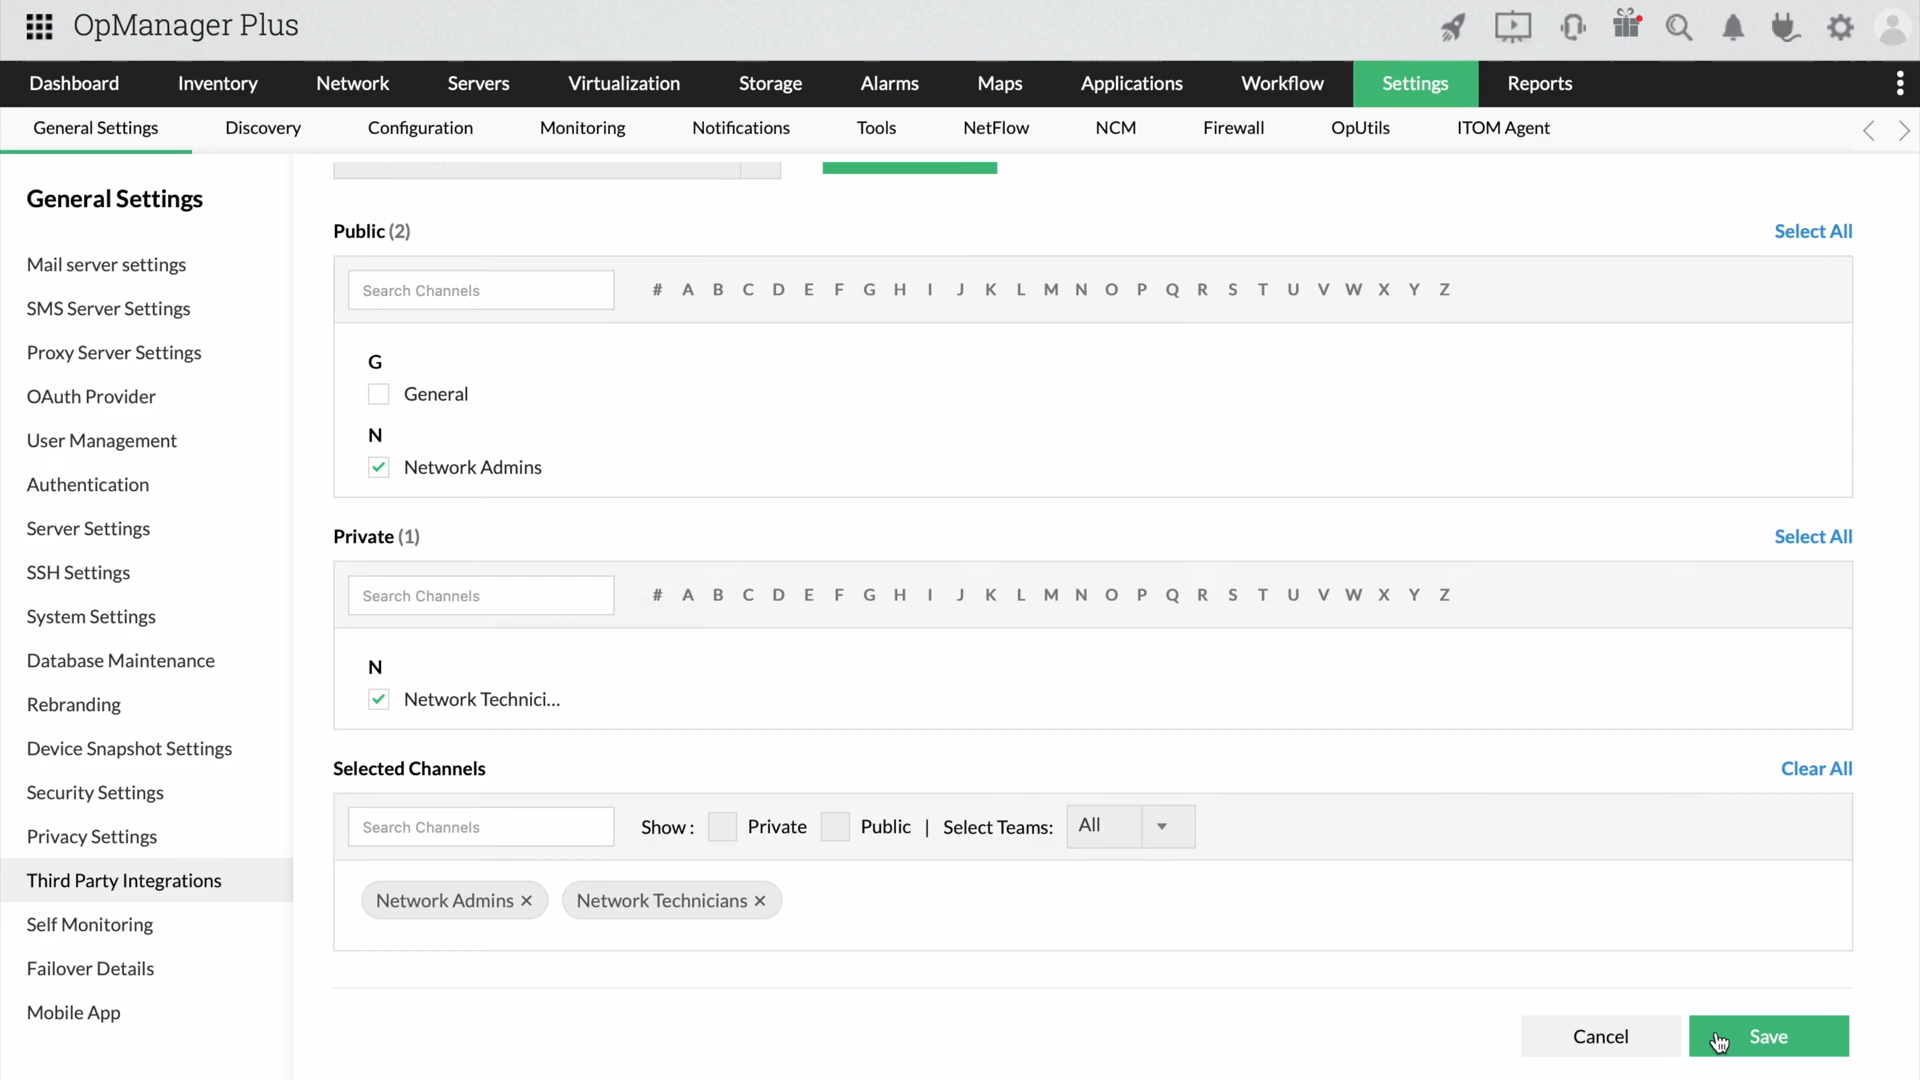 OpManager Plus
Dashboard Inventory Network Servers Virtualization Storage Alarms Maps Applications Workflow Settings Reports
General Settings Discovery Configuration Monitoring Notifications Tools NetFlow NCM Firewall OpUtils ITOM Agent
General Settings
Mail server settings
SMS Server Settings
Proxy Server Settings
OAuth Provider
User Management
Authentication
Server Settings
SSH Settings
System Settings
Database Maintenance
Rebranding
Device Snapshot Settings
Security Settings
Privacy Settings
Third Party Integrations
Self Monitoring
Failover Details
Mobile App
Public (2) Select All
Search Channels # A B C D E F G H I J K L M N O P Q R S T U V W X Y Z
G
General
N
Network Admins
Private (1) Select All
Search Channels # A B C D E F G H I J K L M N O P Q R S T U V W X Y Z
N
Network Technici...
Selected Channels Clear All
Search Channels Show : Private Public | Select Teams: All
Network Admins × Network Technicians ×
Cancel Save